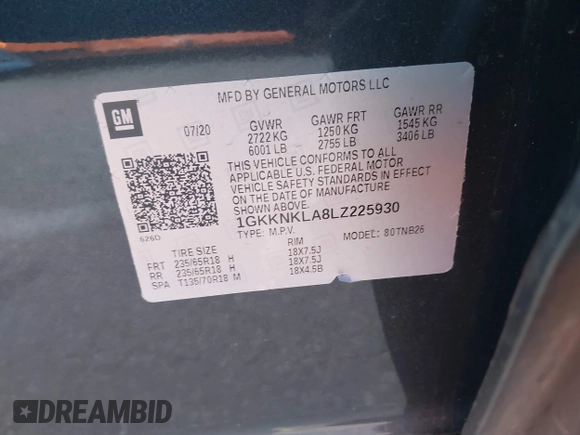 MFD BY GENERAL MOTORS LLC
GM
07/20
GVWR GAWR FRT GAWR RR
2722 KG 1250 KG 1545 KG
6001 LB 2755 LB 3406 LB
THIS VEHICLE CONFORMS TO ALL
APPLICABLE U.S. FEDERAL MOTOR
VEHICLE SAFETY STANDARDS IN EFFECT
ON THE DATE OF MANUFACTURE
SHOWN ABOVE.
1GKKNKLA8LZ225930
626D
TYPE: M.P.V. MODEL: 80TNB26
TIRE SIZE RIM
FRT 235/65R18 H 18X7.5J
RR 235/65R18 H 18X7.5J
SPA T135/70R18 M 18X4.5B
DREAMBID